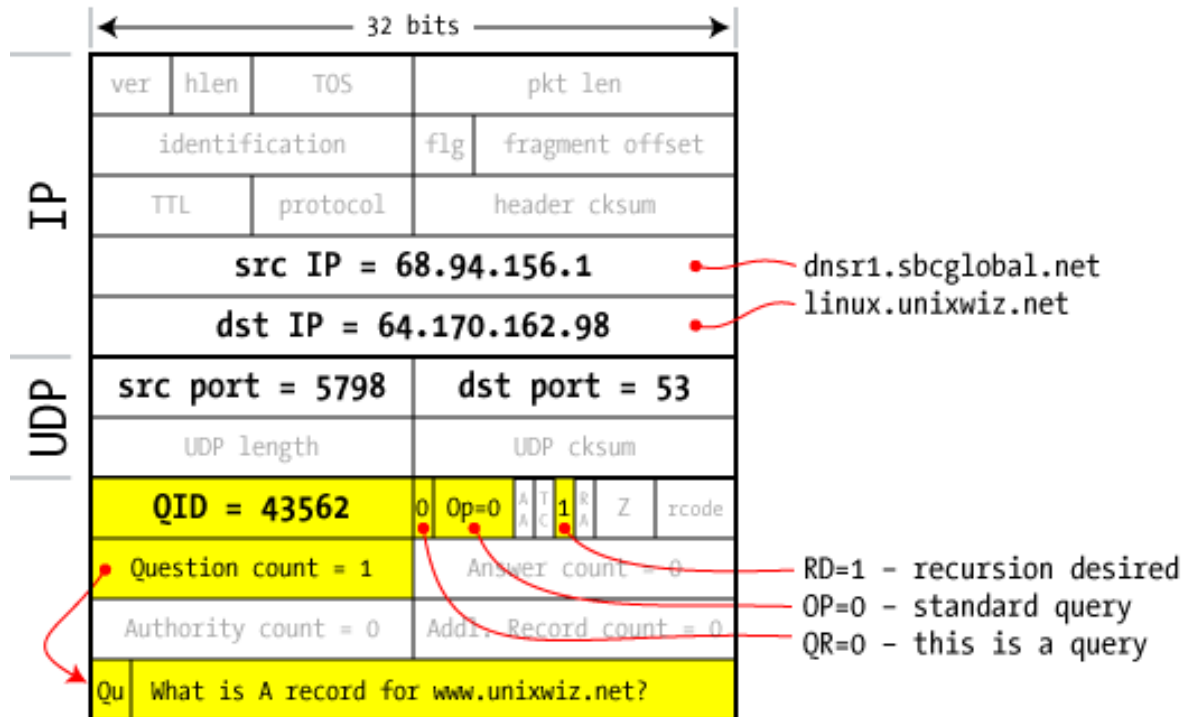 32 bits
ver hlen TOS pkt len
identification flg fragment offset
TTL protocol header cksum
IP
src IP = 68.94.156.1
dnsr1.sbcglobal.net
dst IP = 64.170.162.98
linux.unixwiz.net
UDP
src port = 5798 dst port = 53
UDP length UDP cksum
QID = 43562 0 Op=0 AA TC 1 RA Z rcode
Question count = 1 Answer count = 0
RD=1 – recursion desired
OP=0 – standard query
QR=0 – this is a query
Authority count = 0 Addl. Record count = 0
Qu What is A record for www.unixwiz.net?